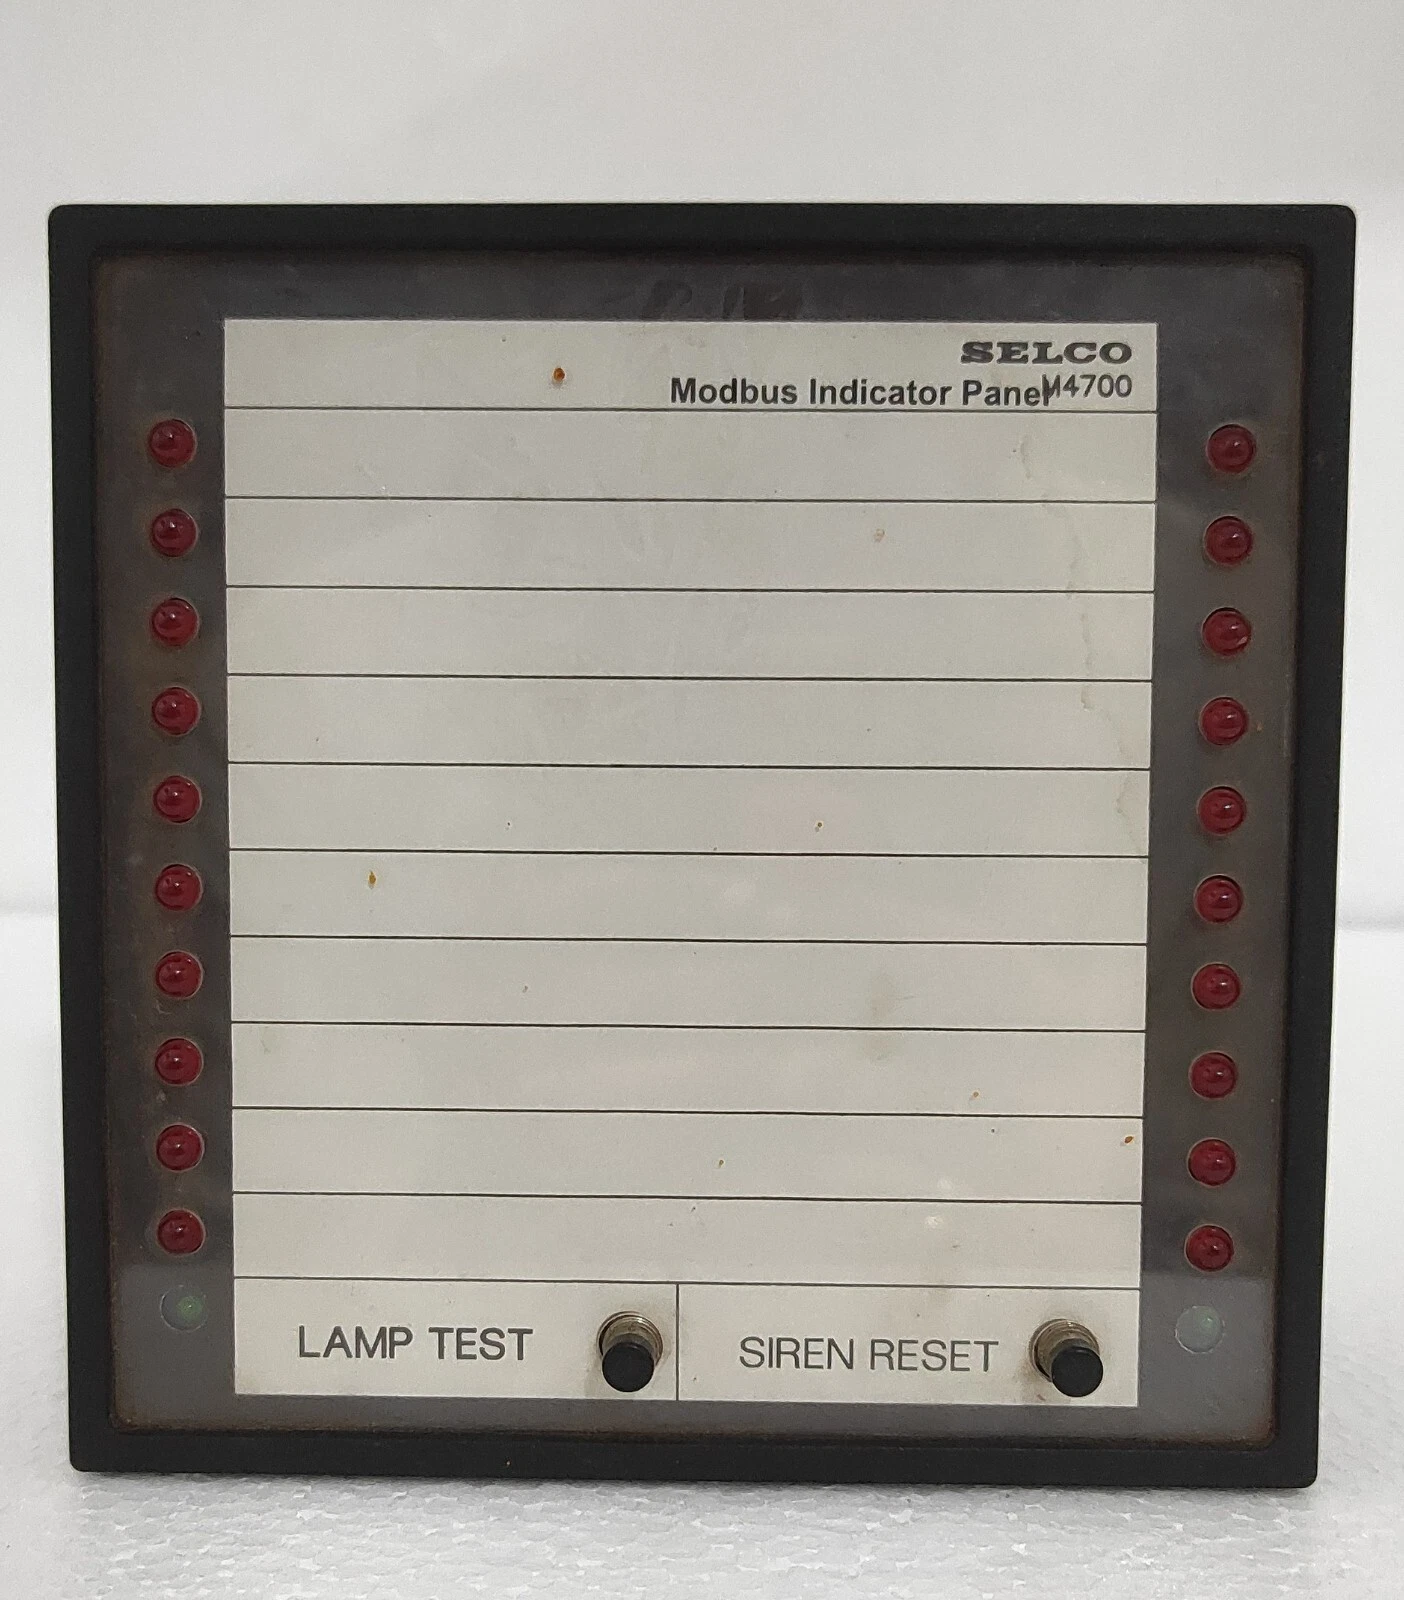 SELCO
Modbus Indicator Panel M4700
LAMP TEST
SIREN RESET